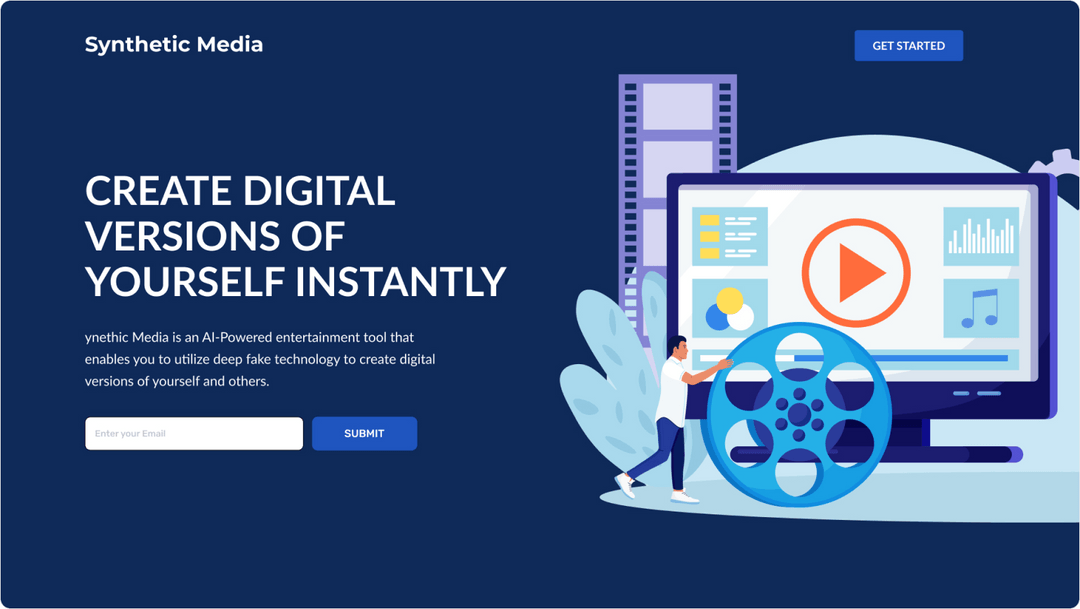 Synthetic Media
GET STARTED
CREATE DIGITAL
VERSIONS OF
YOURSELF INSTANTLY
ynethic Media is an AI-Powered entertainment tool that
enables you to utilize deep fake technology to create digital
versions of yourself and others.
Enter your Email
SUBMIT